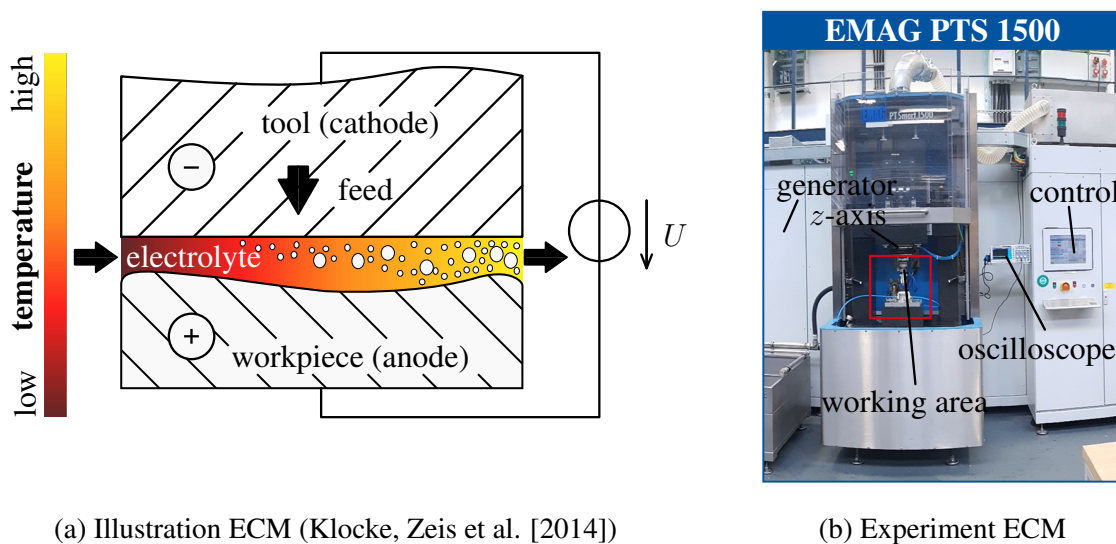 high
temperature
low
tool (cathode)
−
feed
electrolyte
+
workpiece (anode)
U
(a) Illustration ECM (Klocke, Zeis et al. [2014])
EMAG PTS 1500
PTSmart 1500
generator
z-axis
control
oscilloscope
working area
(b) Experiment ECM